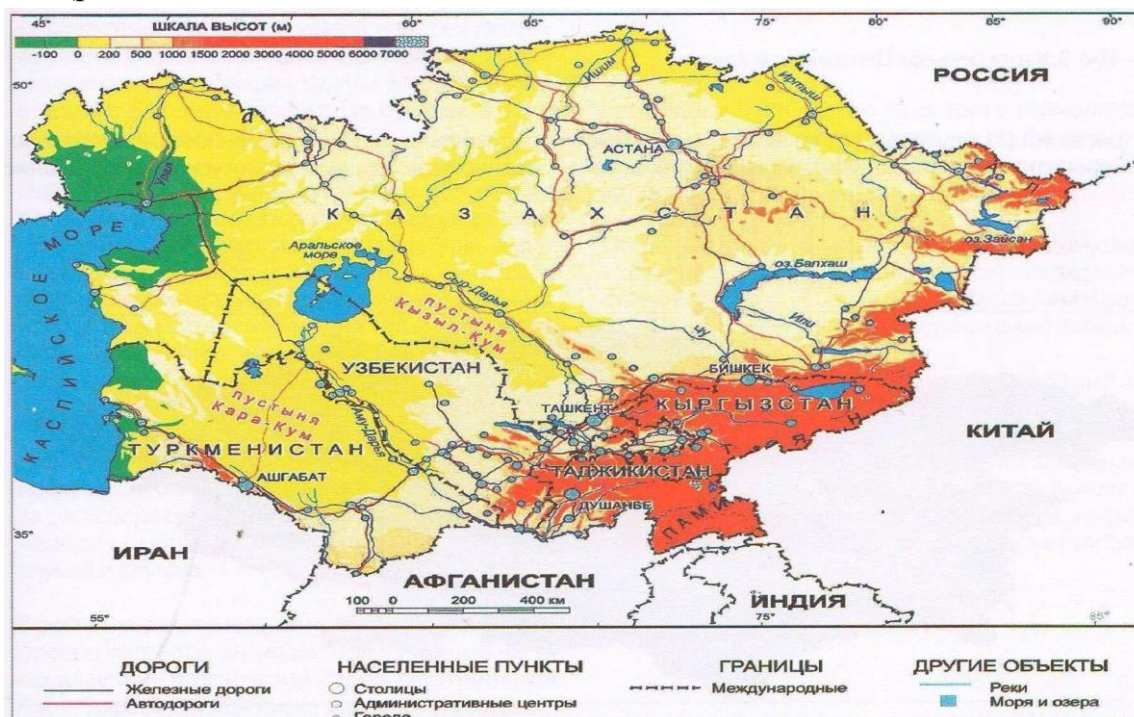 45° 60 65 70 75 80 85 90°
ШКАЛА ВЫСОТ (м)
-100 0 200 500 1000 1500 2000 3000 4000 5000 6000 7000
50
РОССИЯ
Ишим
Иртыш
АСТАНА
Урал
КАЗАХСТАН
КАСПИЙСКОЕ МОРЕ
Аральское
море
оз.Зайсан
оз.Балхаш
Сыр-Дарья
ПУСТЫНЯ
Кызыл-Кум
Или
Чу
УЗБЕКИСТАН
БИШКЕК
КЫРГЫЗСТАН
ТАШКЕНТ
ПУСТЫНЯ
Кара-Кум
Аму-Дарья
ТУРКМЕНИСТАН
КИТАЙ
ТАДЖИКИСТАН
АШГАБАТ
ДУШАНБЕ
ПАМИР
35
ИРАН
АФГАНИСТАН
ИНДИЯ
100 0 200 400 км
55 75° 85°
ДОРОГИ
Железные дороги
Автодороги
НАСЕЛЕННЫЕ ПУНКТЫ
Столицы
Административные центры
Города
ГРАНИЦЫ
Международные
ДРУГИЕ ОБЪЕКТЫ
Реки
Моря и озера